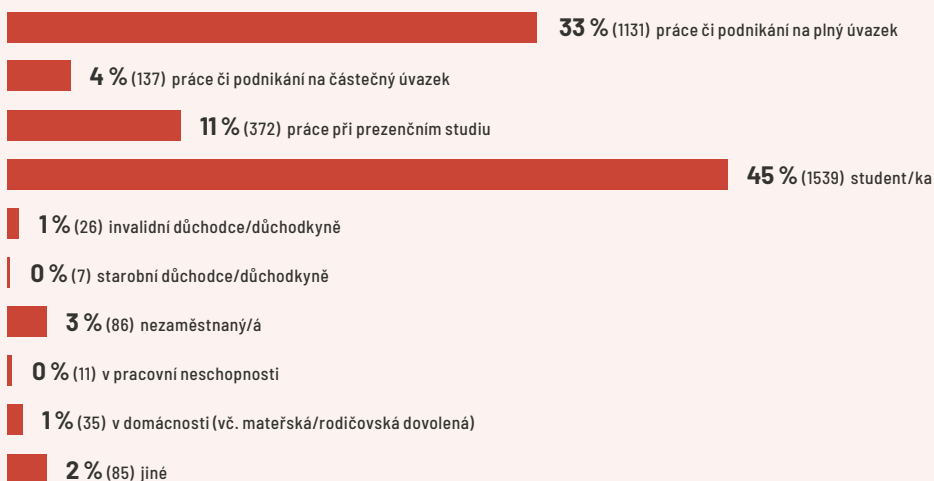 33 % (1131) práce či podnikání na plný úvazek
4 % (137) práce či podnikání na částečný úvazek
11 % (372) práce při prezenčním studiu
45 % (1539) student/ka
1 % (26) invalidní důchodce/důchodkyně
0 % (7) starobní důchodce/důchodkyně
3 % (86) nezaměstnaný/á
0 % (11) v pracovní neschopnosti
1 % (35) v domácnosti (vč. mateřská/rodičovská dovolená)
2 % (85) jiné